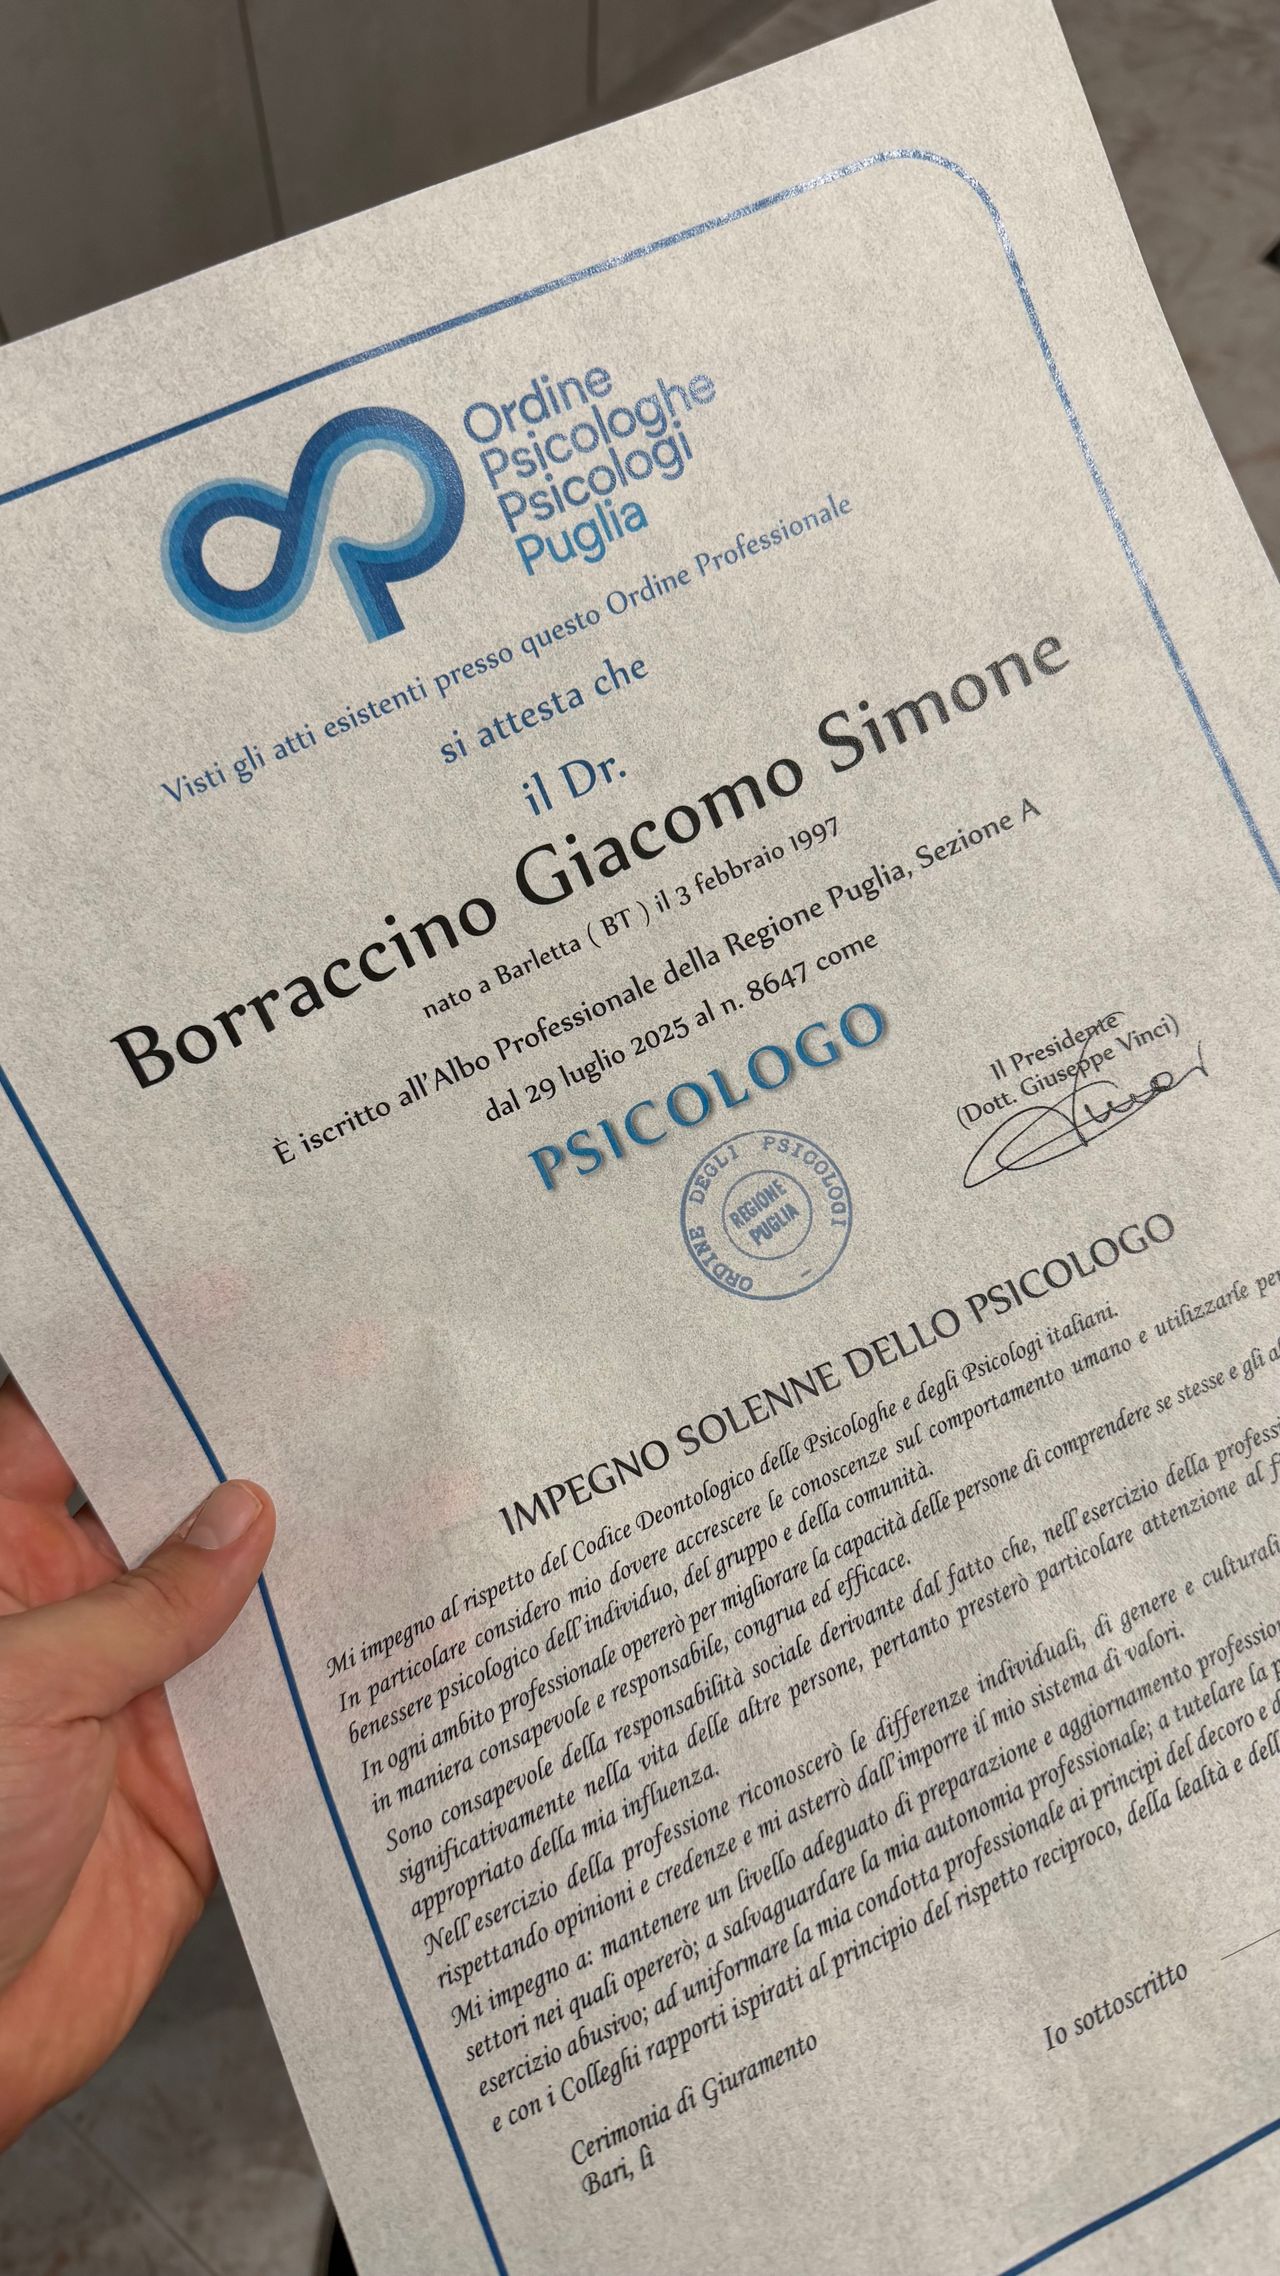 Ordine
Psicologhe
Psicologi
Puglia
Visti gli atti esistenti presso questo Ordine Professionale
si attesta che
il Dr.
Borraccino Giacomo Simone
nato a Barletta ( BT ) il 3 febbraio 1997
È iscritto all'Albo Professionale della Regione Puglia, Sezione A
dal 29 luglio 2025 al n. 8647 come
PSICOLOGO
Il Presidente
(Dott. Giuseppe Vinci)
ORDINE DEGLI PSICOLOGI
REGIONE
PUGLIA
IMPEGNO SOLENNE DELLO PSICOLOGO
Mi impegno al rispetto del Codice Deontologico delle Psicologhe e degli Psicologi italiani.
In particolare considero mio dovere accrescere le conoscenze sul comportamento umano e utilizzarle per
benessere psicologico dell'individuo, del gruppo e della comunità.
In ogni ambito professionale opererò per migliorare la capacità delle persone di comprendere se stesse e gli
in maniera consapevole e responsabile, congrua ed efficace.
Sono consapevole della responsabilità sociale derivante dal fatto che, nell'esercizio della
significativamente nella vita delle altre persone, pertanto presterò particolare attenzione al
appropriato della mia influenza.
Nell'esercizio della professione riconoscerò le differenze individuali, di genere e culturali
rispettando opinioni e credenze e mi asterrò dall'imporre il mio sistema di valori.
Mi impegno a: mantenere un livello adeguato di preparazione e aggiornamento
settori nei quali opererò; a salvaguardare la mia autonomia professionale; a tutelare la
esercizio abusivo; ad uniformare la mia condotta professionale ai principi del decoro e
e con i Colleghi rapporti ispirati al principio del rispetto reciproco, della lealtà e
Io sottoscritto
Cerimonia di Giuramento
Bari, lì